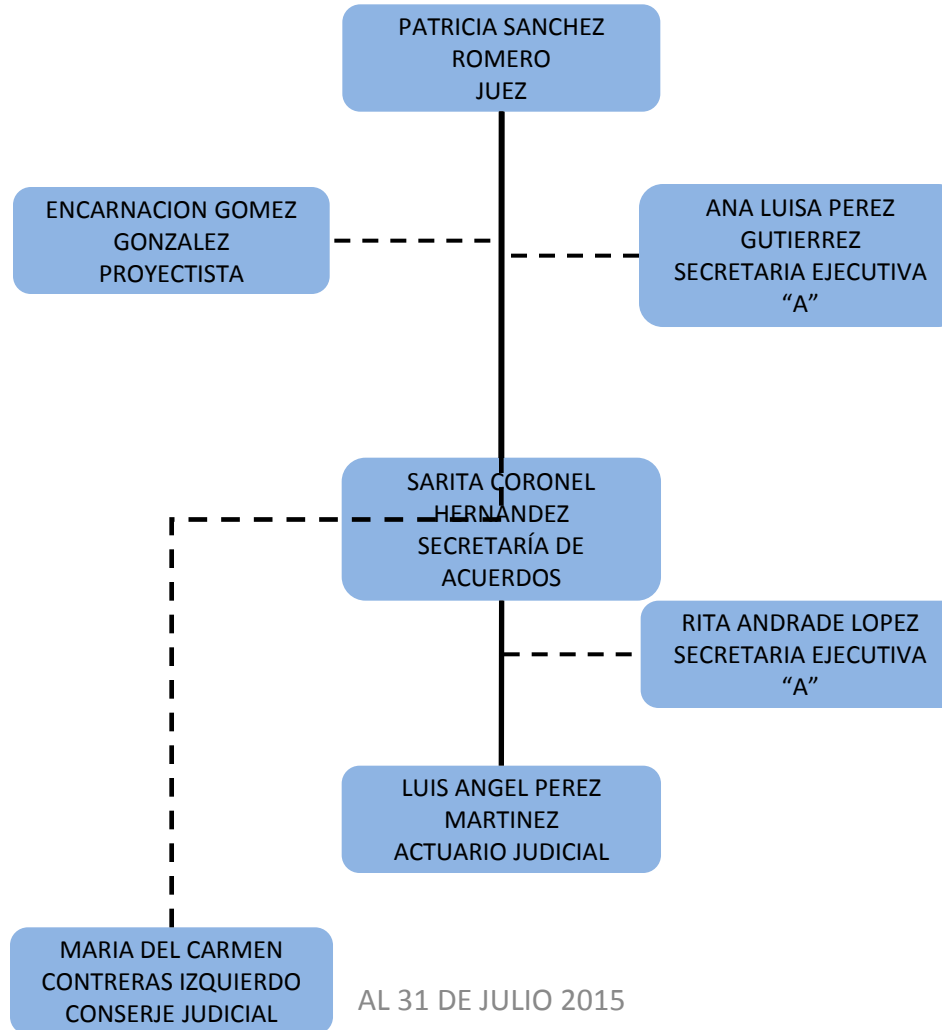 PATRICIA SANCHEZ
ROMERO
JUEZ
ENCARNACION GOMEZ
GONZALEZ
PROYECTISTA
ANA LUISA PEREZ
GUTIERREZ
SECRETARIA EJECUTIVA
“A”
SARITA CORONEL
HERNANDEZ
SECRETARÍA DE
ACUERDOS
RITA ANDRADE LOPEZ
SECRETARIA EJECUTIVA
“A”
LUIS ANGEL PEREZ
MARTINEZ
ACTUARIO JUDICIAL
MARIA DEL CARMEN
CONTRERAS IZQUIERDO
CONSERJE JUDICIAL
AL 31 DE JULIO 2015